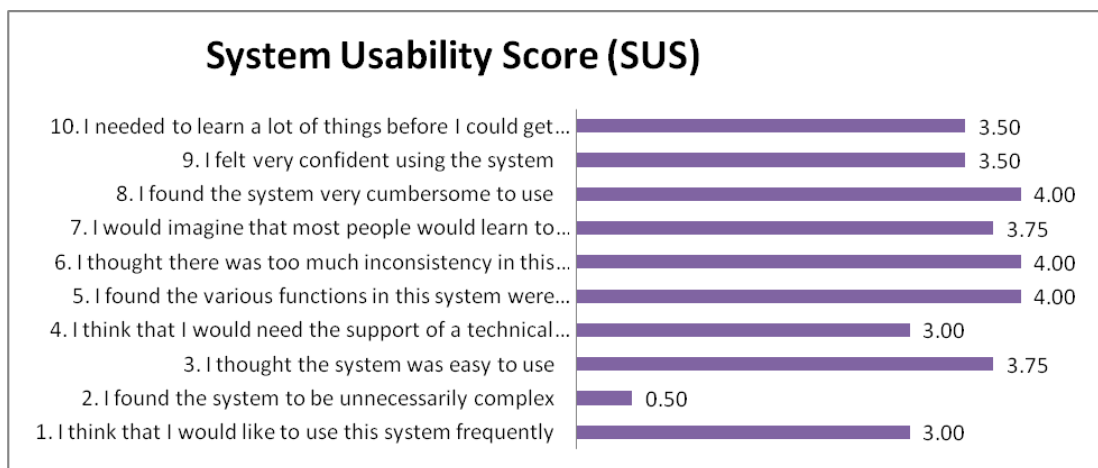 System Usability Score (SUS)
10. I needed to learn a lot of things before I could get... 3.50
9. I felt very confident using the system 3.50
8. I found the system very cumbersome to use 4.00
7. I would imagine that most people would learn to... 3.75
6. I thought there was too much inconsistency in this... 4.00
5. I found the various functions in this system were... 4.00
4. I think that I would need the support of a technical... 3.00
3. I thought the system was easy to use 3.75
2. I found the system to be unnecessarily complex 0.50
1. I think that I would like to use this system frequently 3.00